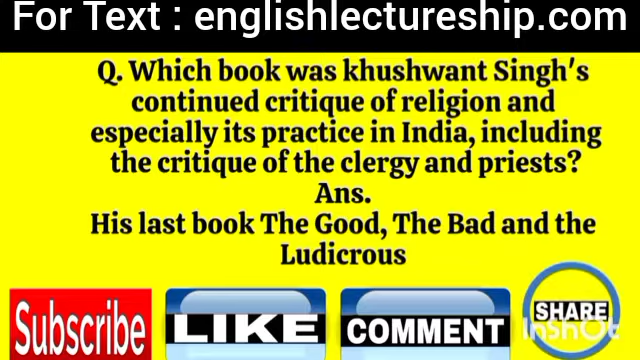 For Text : englishlectureship.com
Q. Which book was khushwant Singh's
continued critique of religion and
especially its practice in India, including
the critique of the clergy and priests?
Ans.
His last book The Good, The Bad and the
Ludicrous
Subscribe
LIKE
COMMENT
SHARE
InShOt